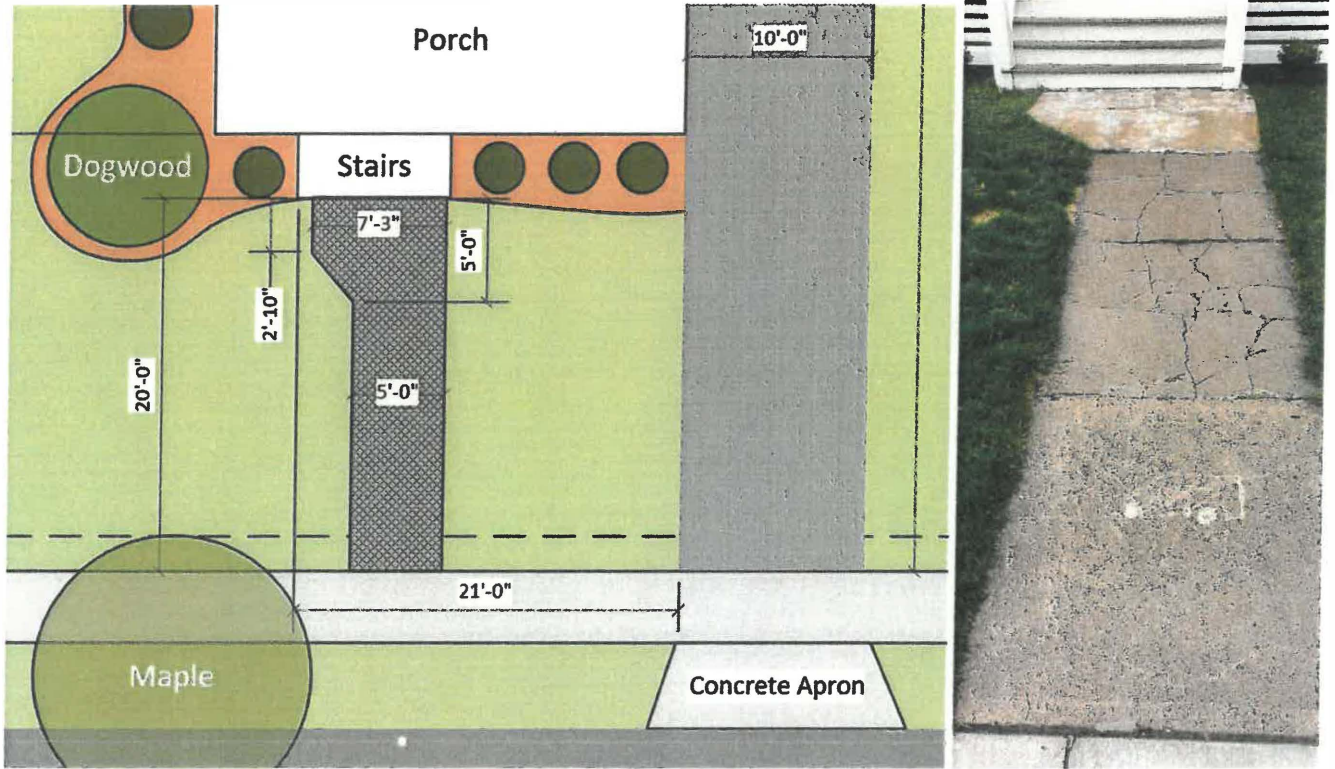 Porch
10'-0"
Dogwood
Stairs
7'-3"
5'-0"
2'-10"
20'-0"
5'-0"
21'-0"
Maple
Concrete Apron